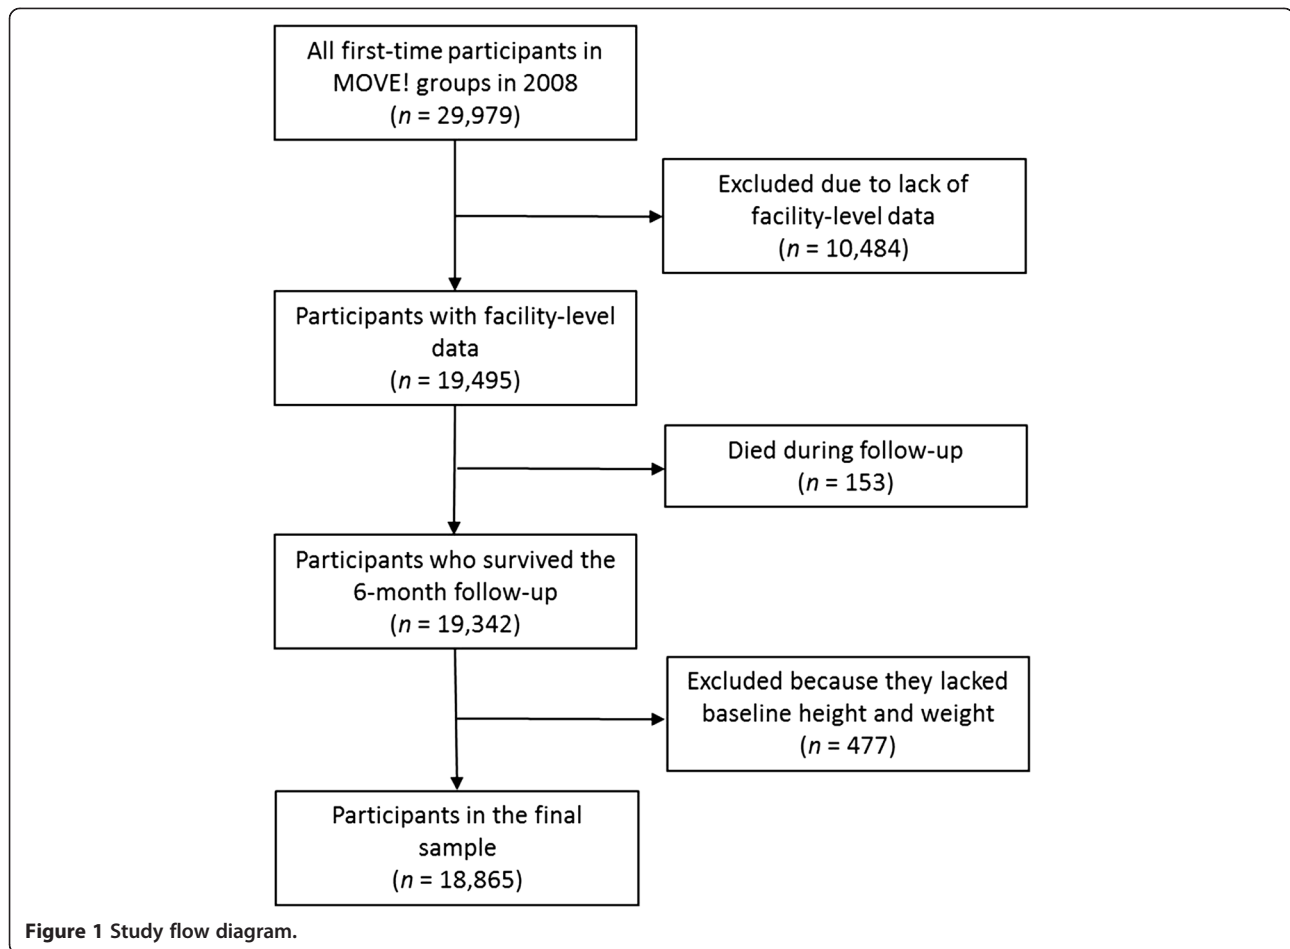 All first-time participants in
MOVE! groups in 2008
(n = 29,979)
Excluded due to lack of
facility-level data
(n = 10,484)
Participants with facility-level
data
(n = 19,495)
Died during follow-up
(n = 153)
Participants who survived the
6-month follow-up
(n = 19,342)
Excluded because they lacked
baseline height and weight
(n = 477)
Participants in the final
sample
(n = 18,865)
Figure 1 Study flow diagram.